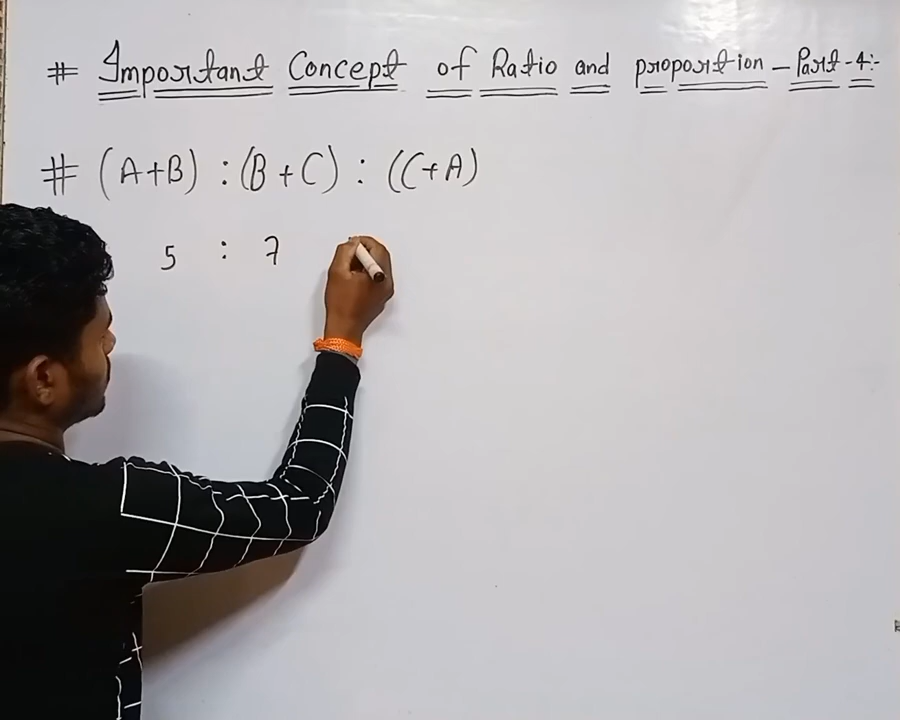 # Important Concept of Ratio and proportion - Part-4:-
# (A+B) : (B+C) : (C+A)
5 : 7